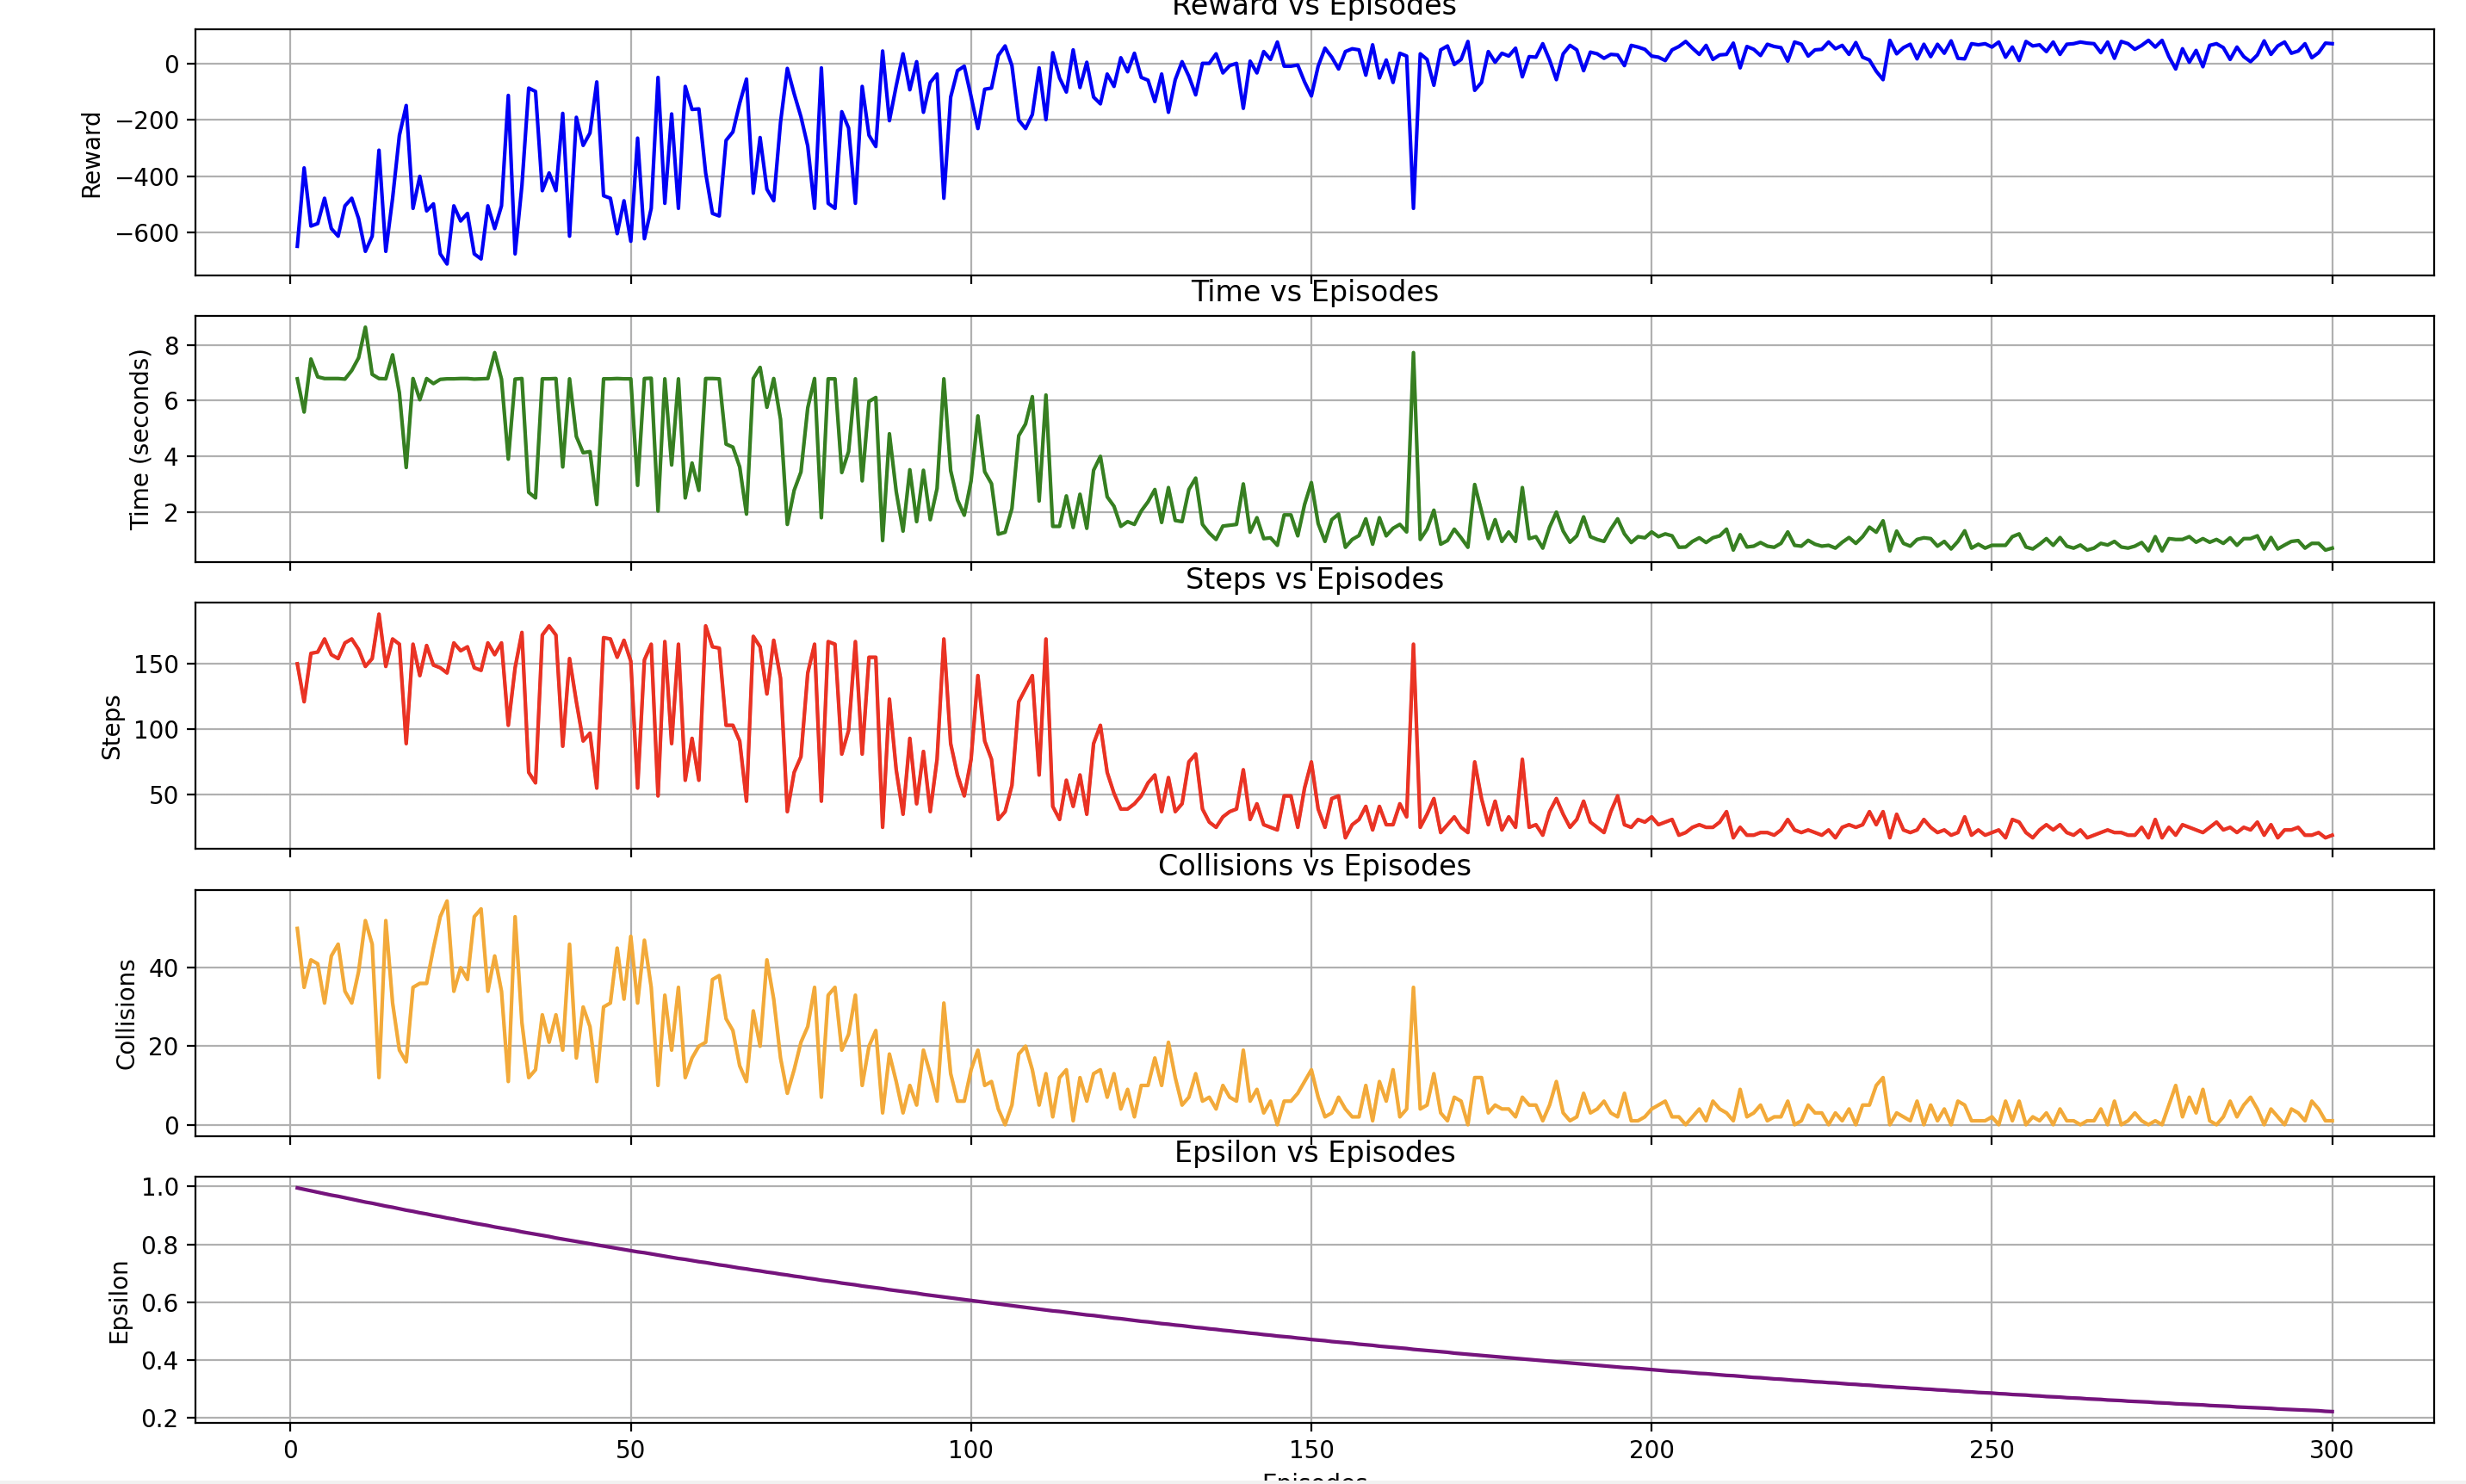 Reward vs Episodes
0
−200
−400
−600
Reward
Time vs Episodes
8
6
4
2
Time (seconds)
Steps vs Episodes
150
100
50
Steps
Collisions vs Episodes
40
20
0
Collisions
Epsilon vs Episodes
1.0
0.8
0.6
0.4
0.2
Epsilon
0 50 100 150 200 250 300
Episodes